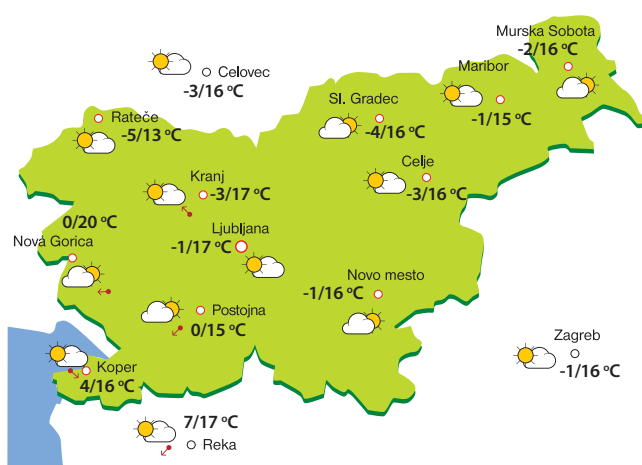 Murska Sobota
-2/16 °C
Maribor
-1/15 °C
Celovec
-3/16 °C
Sl. Gradec
-4/16 °C
Rateče
-5/13 °C
Celje
-3/16 °C
Kranj
-3/17 °C
0/20 °C
Nova Gorica
Ljubljana
-1/17 °C
Novo mesto
-1/16 °C
Postojna
0/15 °C
Zagreb
-1/16 °C
Koper
4/16 °C
7/17 °C
Reka